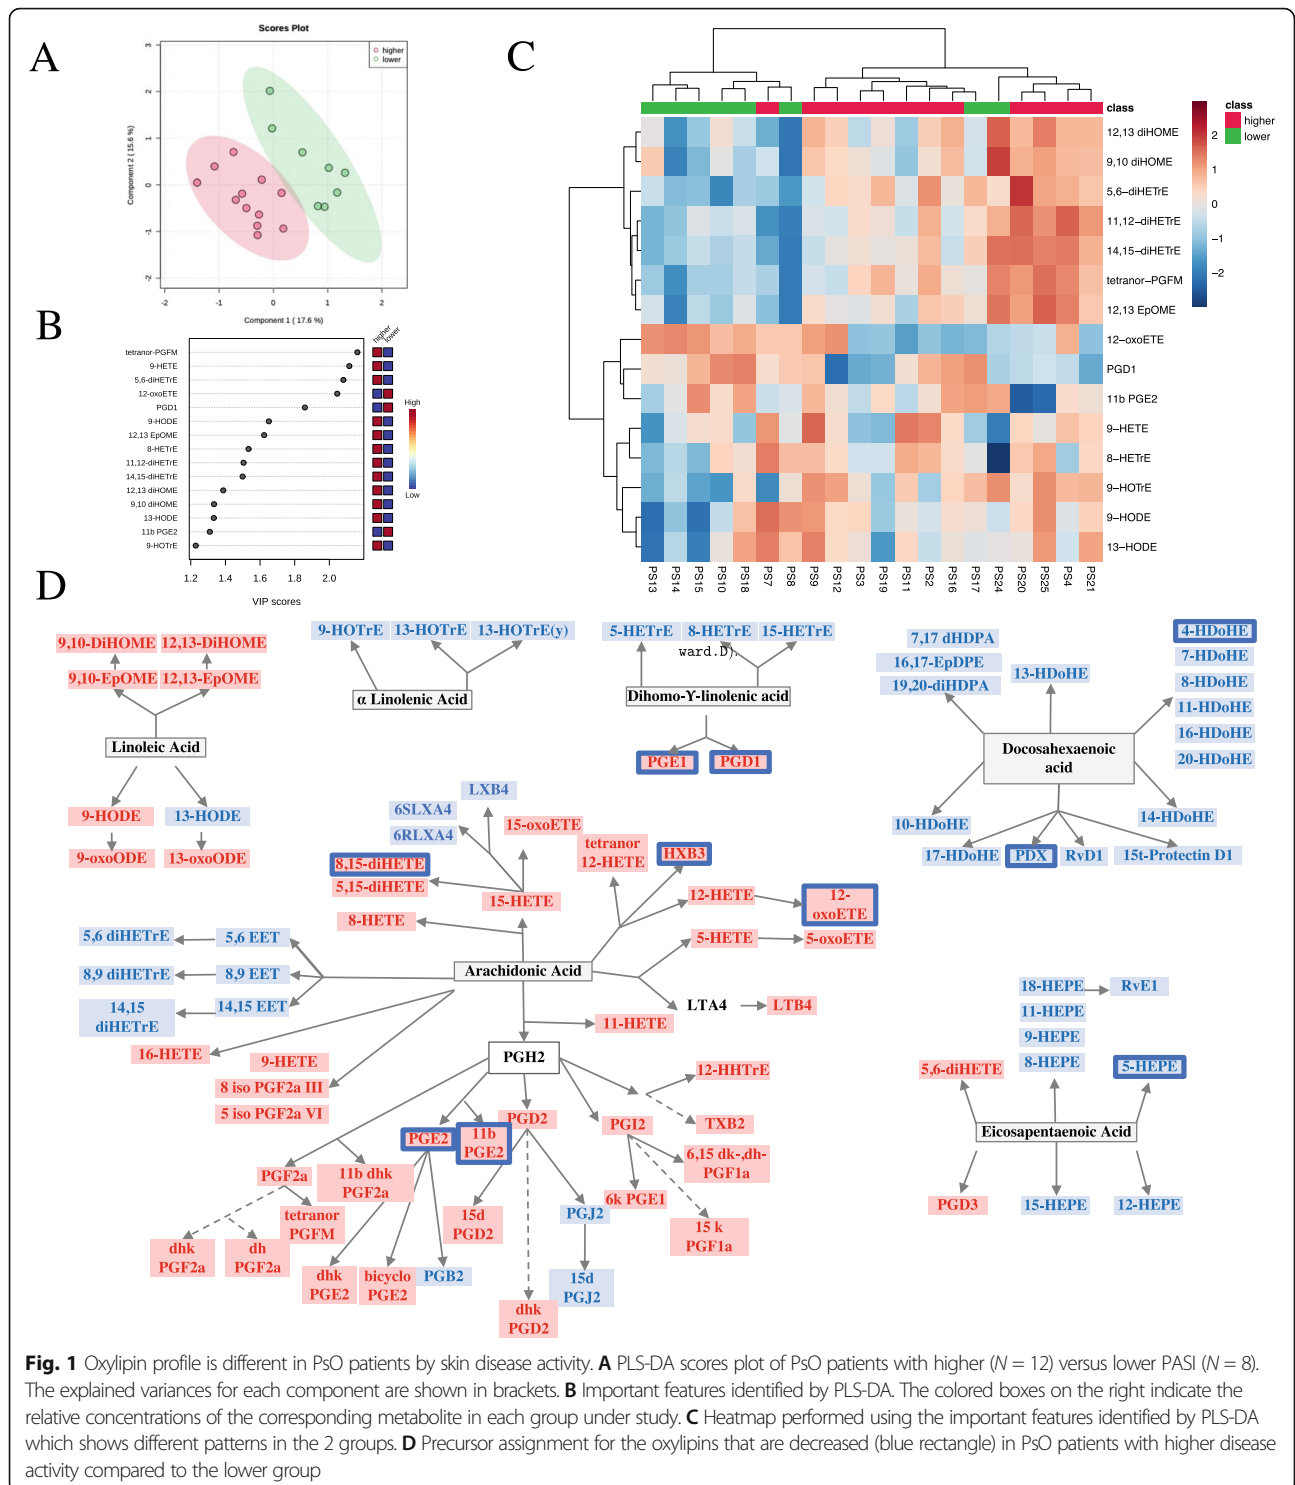 A
Scores Plot
higher
lower
Component 2 ( 15.6 %)
3
2
1
0
-1
-2
-2
-1
0
1
2
Component 1 ( 17.6 %)
B
higher
lower
tetranor-PGFM
9-HETE
5,6-diHETrE
12-oxoETE
PGD1
9-HODE
12,13 EpOME
8-HETrE
11,12-diHETrE
14,15-diHETrE
12,13 diHOME
9,10 diHOME
13-HODE
11b PGE2
9-HOTrE
High
Low
1.2
1.4
1.6
1.8
2.0
VIP scores
C
class
12,13 diHOME
9,10 diHOME
5,6–diHETrE
11,12–diHETrE
14,15–diHETrE
tetranor–PGFM
12,13 EpOME
12–oxoETE
PGD1
11b PGE2
9–HETE
8–HETrE
9–HOTrE
9–HODE
13–HODE
2
1
0
−1
−2
class
higher
lower
PS13
PS14
PS15
PS10
PS18
PS7
PS8
PS9
PS12
PS3
PS19
PS11
PS2
PS16
PS17
PS24
PS20
PS25
PS4
PS21
D
9,10-DiHOME 12,13-DiHOME
9,10-EpOME 12,13-EpOME
Linoleic Acid
9-HODE
13-HODE
9-oxoODE
13-oxoODE
9-HOTrE 13-HOTrE 13-HOTrE(y)
α Linolenic Acid
5-HETrE 8-HETrE 15-HETrE
ward.D).
Dihomo-Y-linolenic acid
PGE1
PGD1
7,17 dHDPA
16,17-EpDPE
19,20-diHDPA
13-HDoHE
4-HDoHE
7-HDoHE
8-HDoHE
11-HDoHE
16-HDoHE
20-HDoHE
Docosahexaenoic
acid
10-HDoHE
14-HDoHE
17-HDoHE
PDX
RvD1
15t-Protectin D1
LXB4
6SLXA4
6RLXA4
15-oxoETE
8,15-diHETE
5,15-diHETE
15-HETE
8-HETE
tetranor
12-HETE
HXB3
12-HETE
12-
oxoETE
5-HETE
5-oxoETE
5,6 diHETrE
5,6 EET
8,9 diHETrE
8,9 EET
14,15
diHETrE
14,15 EET
Arachidonic Acid
LTA4
LTB4
11-HETE
16-HETE
9-HETE
8 iso PGF2a III
5 iso PGF2a VI
PGH2
12-HHTrE
TXB2
PGE2
11b
PGE2
PGD2
PGI2
6,15 dk-,dh-
PGF1a
6k PGE1
15 k
PGF1a
PGF2a
11b dhk
PGF2a
tetranor
PGFM
dhk
PGF2a
dh
PGF2a
dhk
PGE2
bicyclo
PGE2
PGB2
15d
PGD2
PGJ2
15d
PGJ2
dhk
PGD2
18-HEPE
RvE1
11-HEPE
9-HEPE
8-HEPE
5,6-diHETE
5-HEPE
Eicosapentaenoic Acid
PGD3
15-HEPE
12-HEPE
Fig. 1 Oxylipin profile is different in PsO patients by skin disease activity. A PLS-DA scores plot of PsO patients with higher (N = 12) versus lower PASI (N = 8).
The explained variances for each component are shown in brackets. B Important features identified by PLS-DA. The colored boxes on the right indicate the
relative concentrations of the corresponding metabolite in each group under study. C Heatmap performed using the important features identified by PLS-DA
which shows different patterns in the 2 groups. D Precursor assignment for the oxylipins that are decreased (blue rectangle) in PsO patients with higher disease
activity compared to the lower group